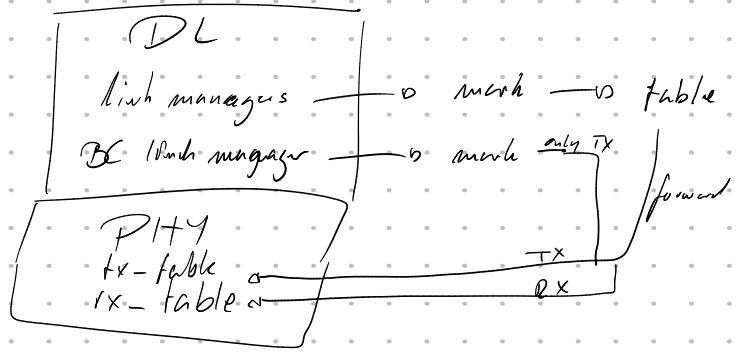 DL
link managers mark table
BC link manager mark only TX
forward
PHY
tx_table TX
rx_table RX